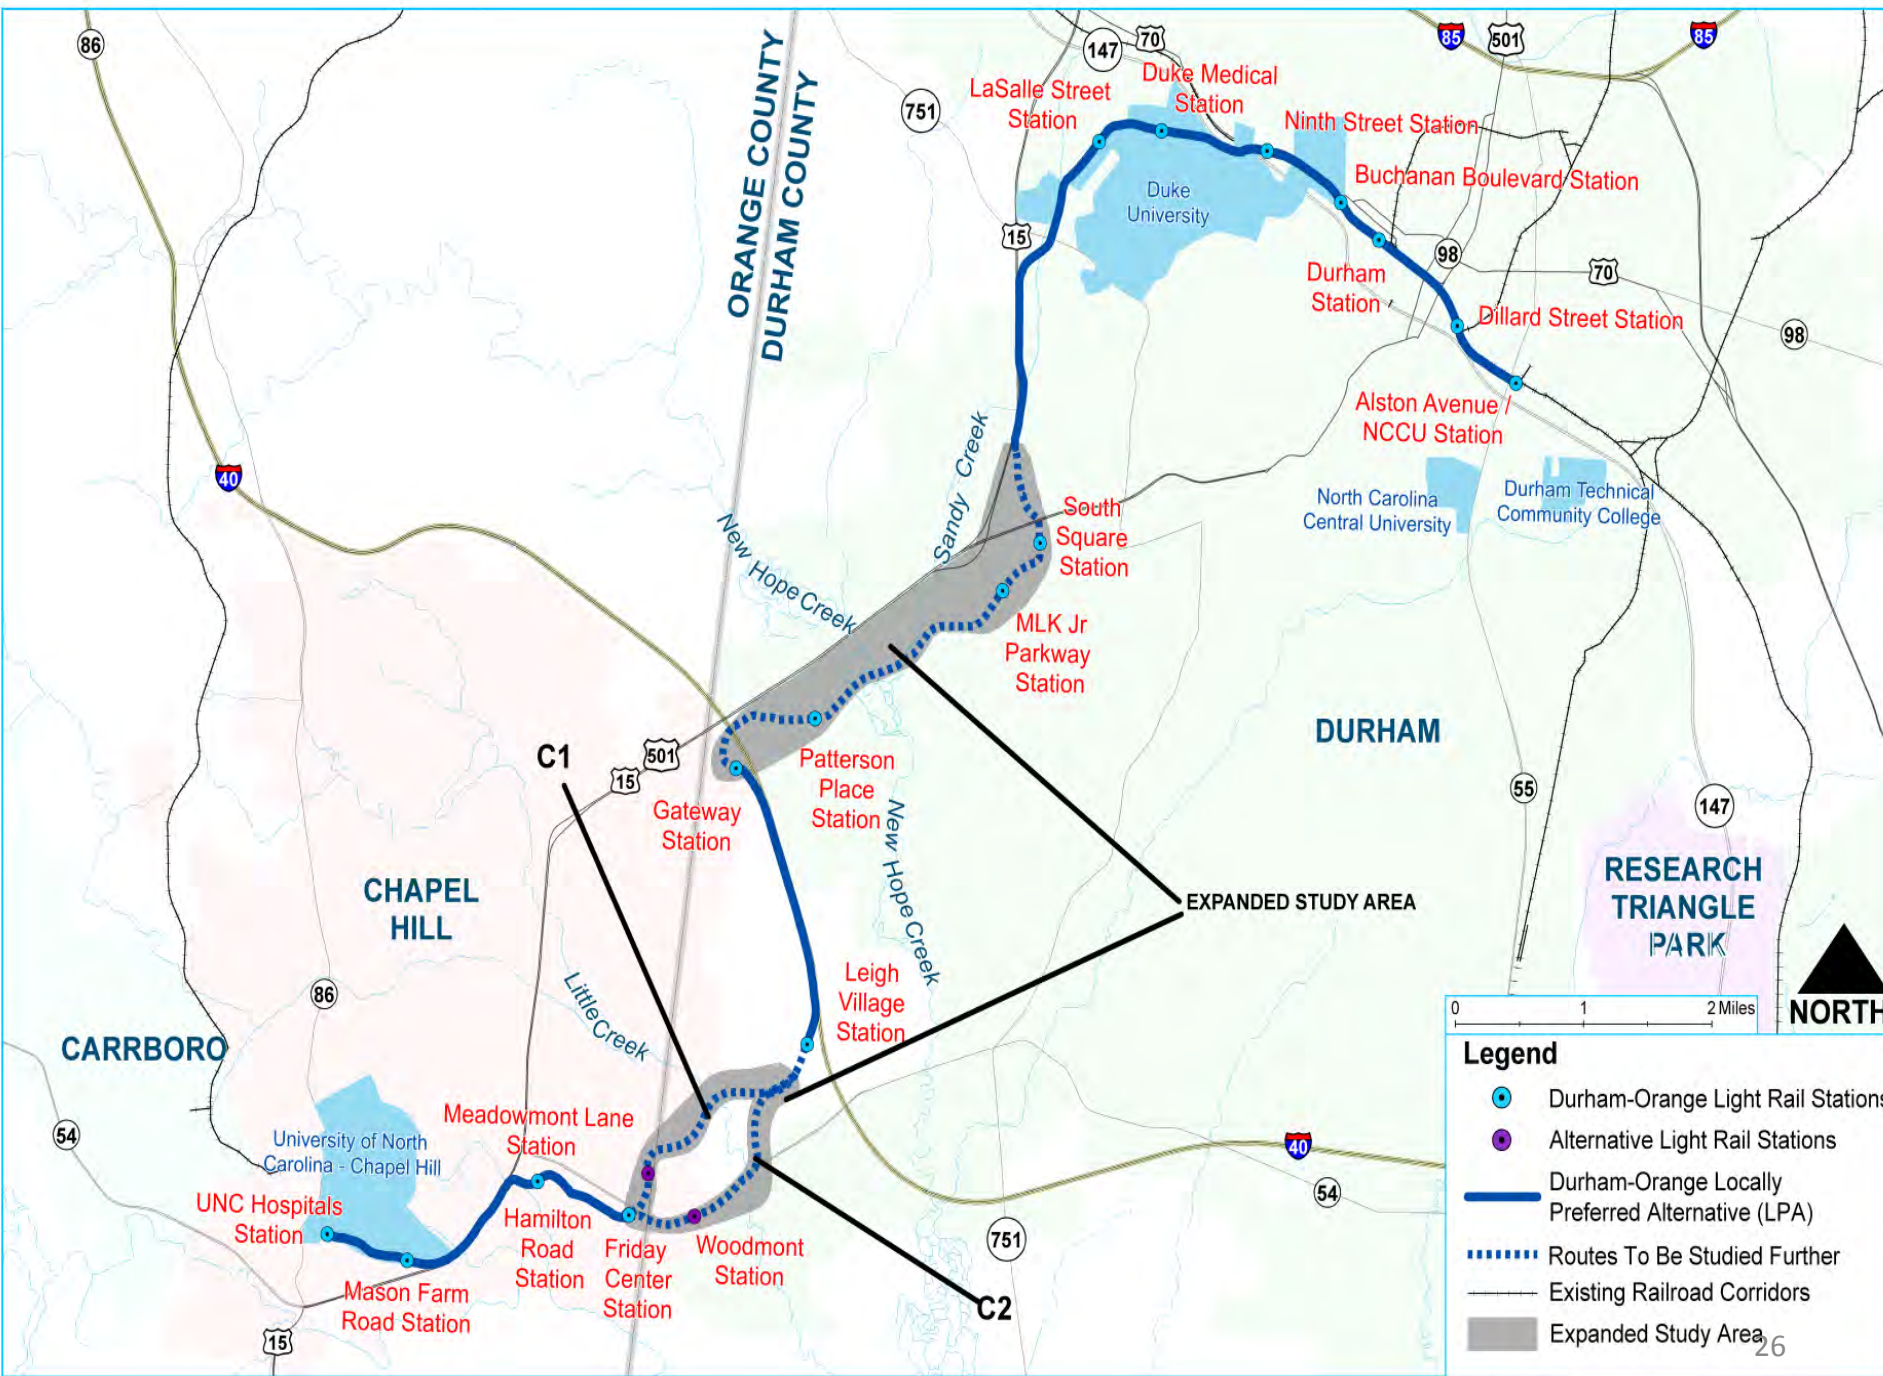 86
147
70
85
501
85
ORANGE COUNTY
DURHAM COUNTY
751
LaSalle Street
Station
Duke Medical
Station
Ninth Street Station
Buchanan Boulevard Station
Duke
University
15
98
70
Durham
Station
Dillard Street Station
98
Alston Avenue /
NCCU Station
40
Sandy Creek
New Hope Creek
South
Square
Station
North Carolina
Central University
Durham Technical
Community College
MLK Jr
Parkway
Station
DURHAM
C1
501
15
Patterson
Place
Station
Gateway
Station
New Hope Creek
55
147
CHAPEL
HILL
EXPANDED STUDY AREA
RESEARCH
TRIANGLE
PARK
86
Little Creek
Leigh
Village
Station
NORTH
CARRBORO
0 1 2 Miles
54
Meadowmont Lane
Station
University of North
Carolina - Chapel Hill
UNC Hospitals
Station
Hamilton
Road
Station
Friday
Center
Station
Woodmont
Station
Mason Farm
Road Station
15
C2
751
40
54
Legend
Durham-Orange Light Rail Stations
Alternative Light Rail Stations
Durham-Orange Locally
Preferred Alternative (LPA)
Routes To Be Studied Further
Existing Railroad Corridors
Expanded Study Area
26